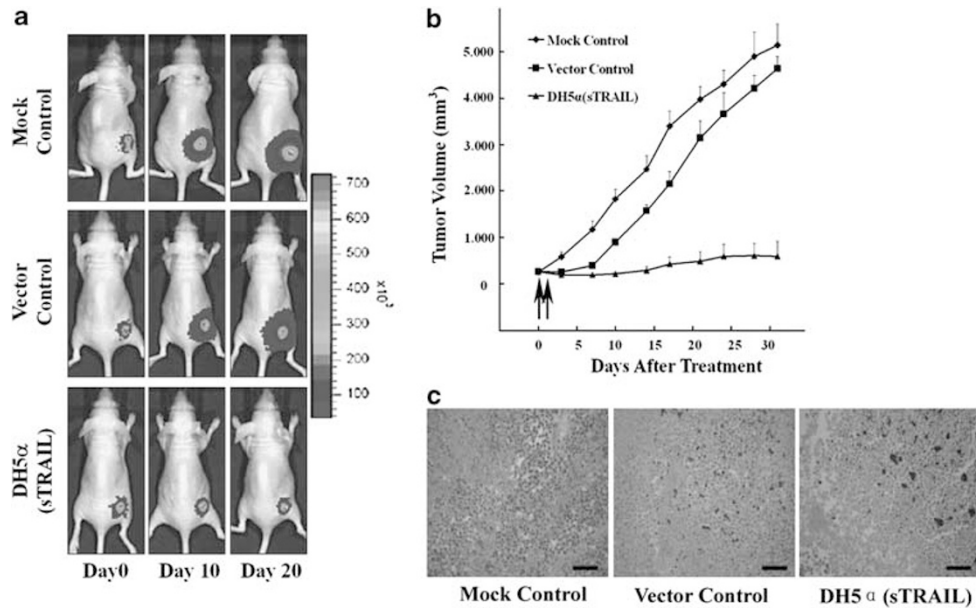 a
Mock
Control
Vector
Control
DH5α
(sTRAIL)
Day0 Day 10 Day 20
700
600
500
400
300
200
100
b
Mock Control
Vector Control
DH5α(sTRAIL)
Tumor Volume (mm³)
5.000
4.000
3.000
2.000
1.000
0
0 5 10 15 20 25 30
Days After Treatment
c
Mock Control Vector Control DH5 α (sTRAIL)